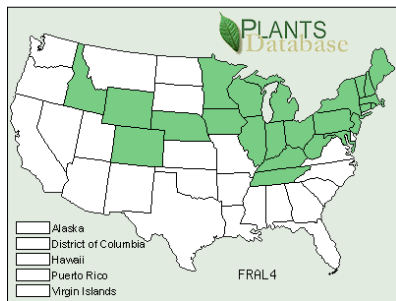 PLANTS
Database
Alaska
District of Columbia
Hawaii
Puerto Rico
Virgin Islands
FRAL4